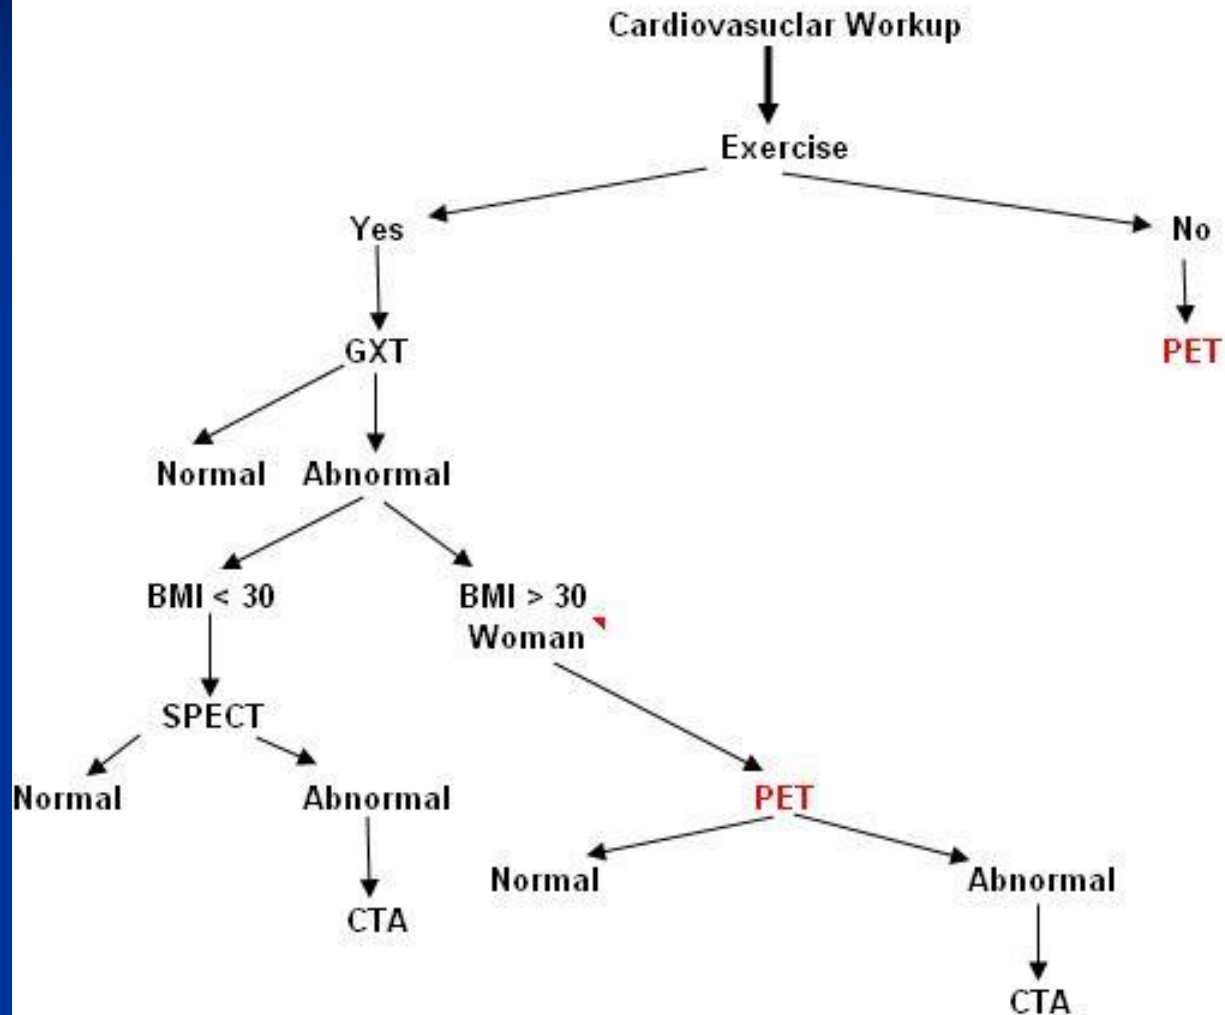 Cardiovasuclar Workup
Exercise
Yes
No
GXT
PET
Normal
Abnormal
BMI < 30
BMI > 30
Woman
SPECT
Normal
Abnormal
PET
Normal
Abnormal
CTA
CTA